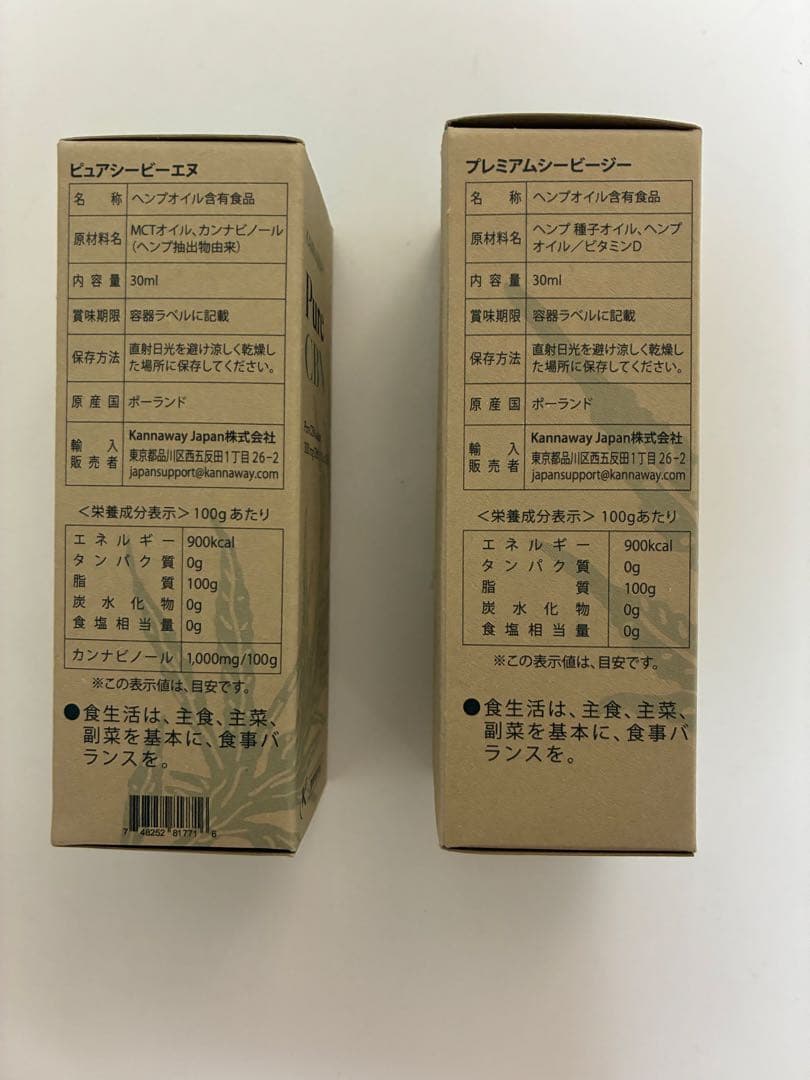 ピュアシービーエヌ
名称 ヘンプオイル含有食品
原材料名 MCTオイル、カンナビノール
（ヘンプ抽出物由来）
内容量 30ml
賞味期限 容器ラベルに記載
保存方法 直射日光を避け涼しく乾燥し
た場所に保存してください。
原産国 ポーランド
輸入
販売者
Kannaway Japan株式会社
東京都品川区西五反田1丁目26-2
japansupport@kannaway.com
＜栄養成分表示＞100gあたり
エネルギー 900kcal
タンパク質 0g
脂質 100g
炭水化物 0g
食塩相当量 0g
カンナビノール 1,000mg/100g
※この表示値は、目安です。
●食生活は、主食、主菜、
副菜を基本に、食事バ
ランスを。
7 48252 81771 6
Pure
CBN
プレミアムシービージー
名称 ヘンプオイル含有食品
原材料名 ヘンプ 種子オイル、ヘンプ
オイル／ビタミンD
内容量 30ml
賞味期限 容器ラベルに記載
保存方法 直射日光を避け涼しく乾燥し
た場所に保存してください。
原産国 ポーランド
輸入
販売者
Kannaway Japan株式会社
東京都品川区西五反田1丁目26-2
japansupport@kannaway.com
＜栄養成分表示＞100gあたり
エネルギー 900kcal
タンパク質 0g
脂質 100g
炭水化物 0g
食塩相当量 0g
※この表示値は、目安です。
●食生活は、主食、主菜、
副菜を基本に、食事バ
ランスを。